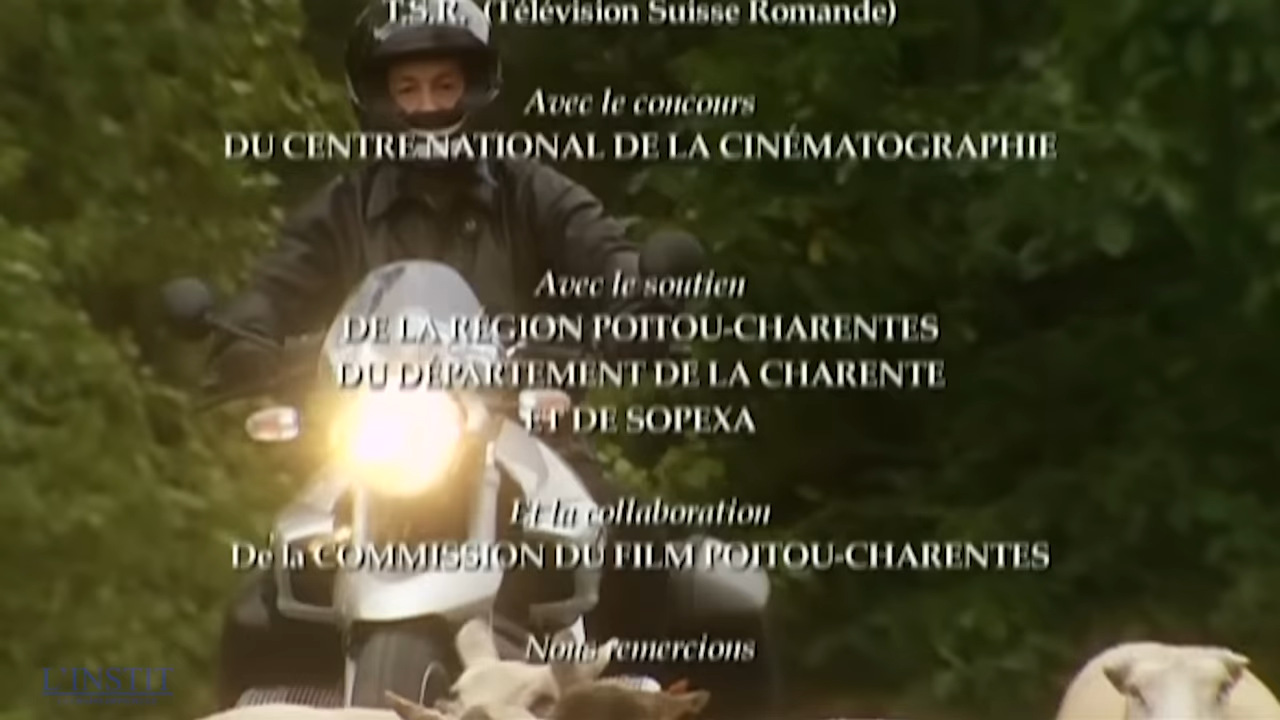 T.S.R. (Télévision Suisse Romande)
Avec le concours
DU CENTRE NATIONAL DE LA CINÉMATOGRAPHIE
Avec le soutien
DE LA RÉGION POITOU-CHARENTES
DU DÉPARTEMENT DE LA CHARENTE
ET DE SOPEXA
Et la collaboration
De la COMMISSION DU FILM POITOU-CHARENTES
Nous remercions
L'INSTIT